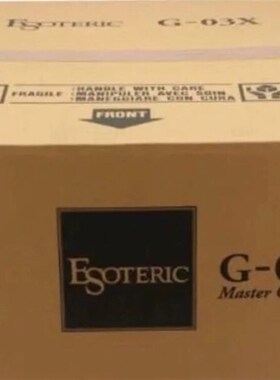 ESOTERIC G-03X
FRAGILE :HANDLE WITH CARE
:MANIPULER AVEC SOIN
:MANEGGIARE CON CURA
FRONT
ESOTERIC
G-0
Master